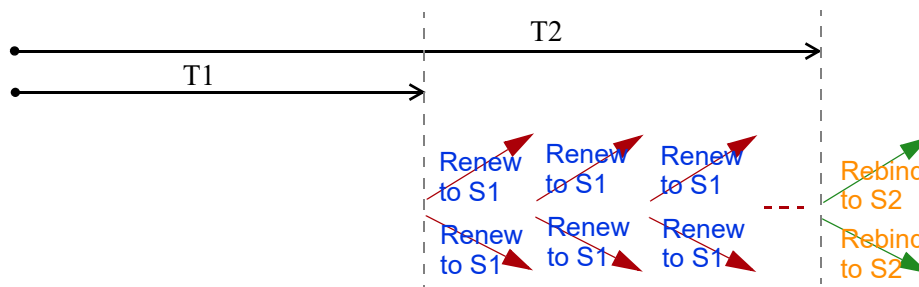 T2
T1
Renew
to S1
Renew
to S1
Renew
to S1
Rebind
to S2
Renew
to S1
Renew
to S1
Renew
to S1
Rebind
to S2